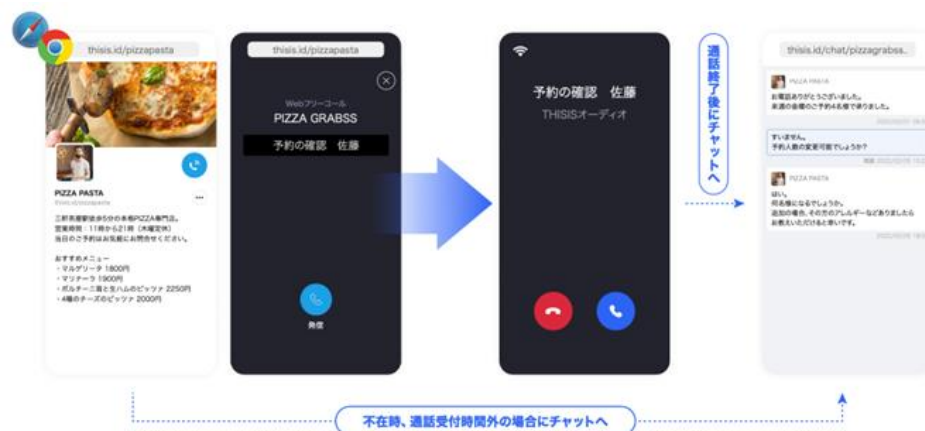 thisis.id/pizzapasta
PIZZA PASTA
thisis.id/pizzapasta
三軒茶屋駅徒歩5分の本格PIZZA専門店。
営業時間:11時から21時(木曜定休)
当日のご予約はお気軽にお問合せください。
おすすめメニュー
・マルゲリータ 1800円
・マリナーラ 1900円
・ポルチーニ茸と生ハムのピッツァ 2250円
・4種のチーズのピッツァ 2000円
thisis.id/pizzapasta
Webフリーコール
PIZZA GRABSS
予約の確認 佐藤
発信
予約の確認 佐藤
THISISオーディオ
通話終了後にチャットへ
thisis.id/chat/pizzagrabss..
PIZZA PASTA
お電話ありがとうございました。
来週の金曜のご予約4名様で承りました。
すいません。
予約人数の変更可能でしょうか?
PIZZA PASTA
はい。
何名様になるでしょうか。
追加の場合、その方のアレルギーなどありましたら
お教えいただけると幸いです。
不在時、通話受付時間外の場合にチャットへ